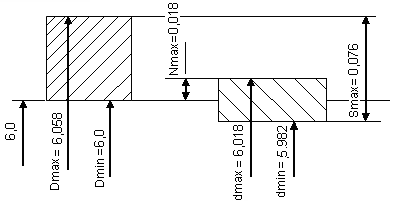 6,0
Dmax= 6,058
Dmin=6,0
Nmax=0,018
dmax = 6,018
dmin = 5.982
Smax= 0,076